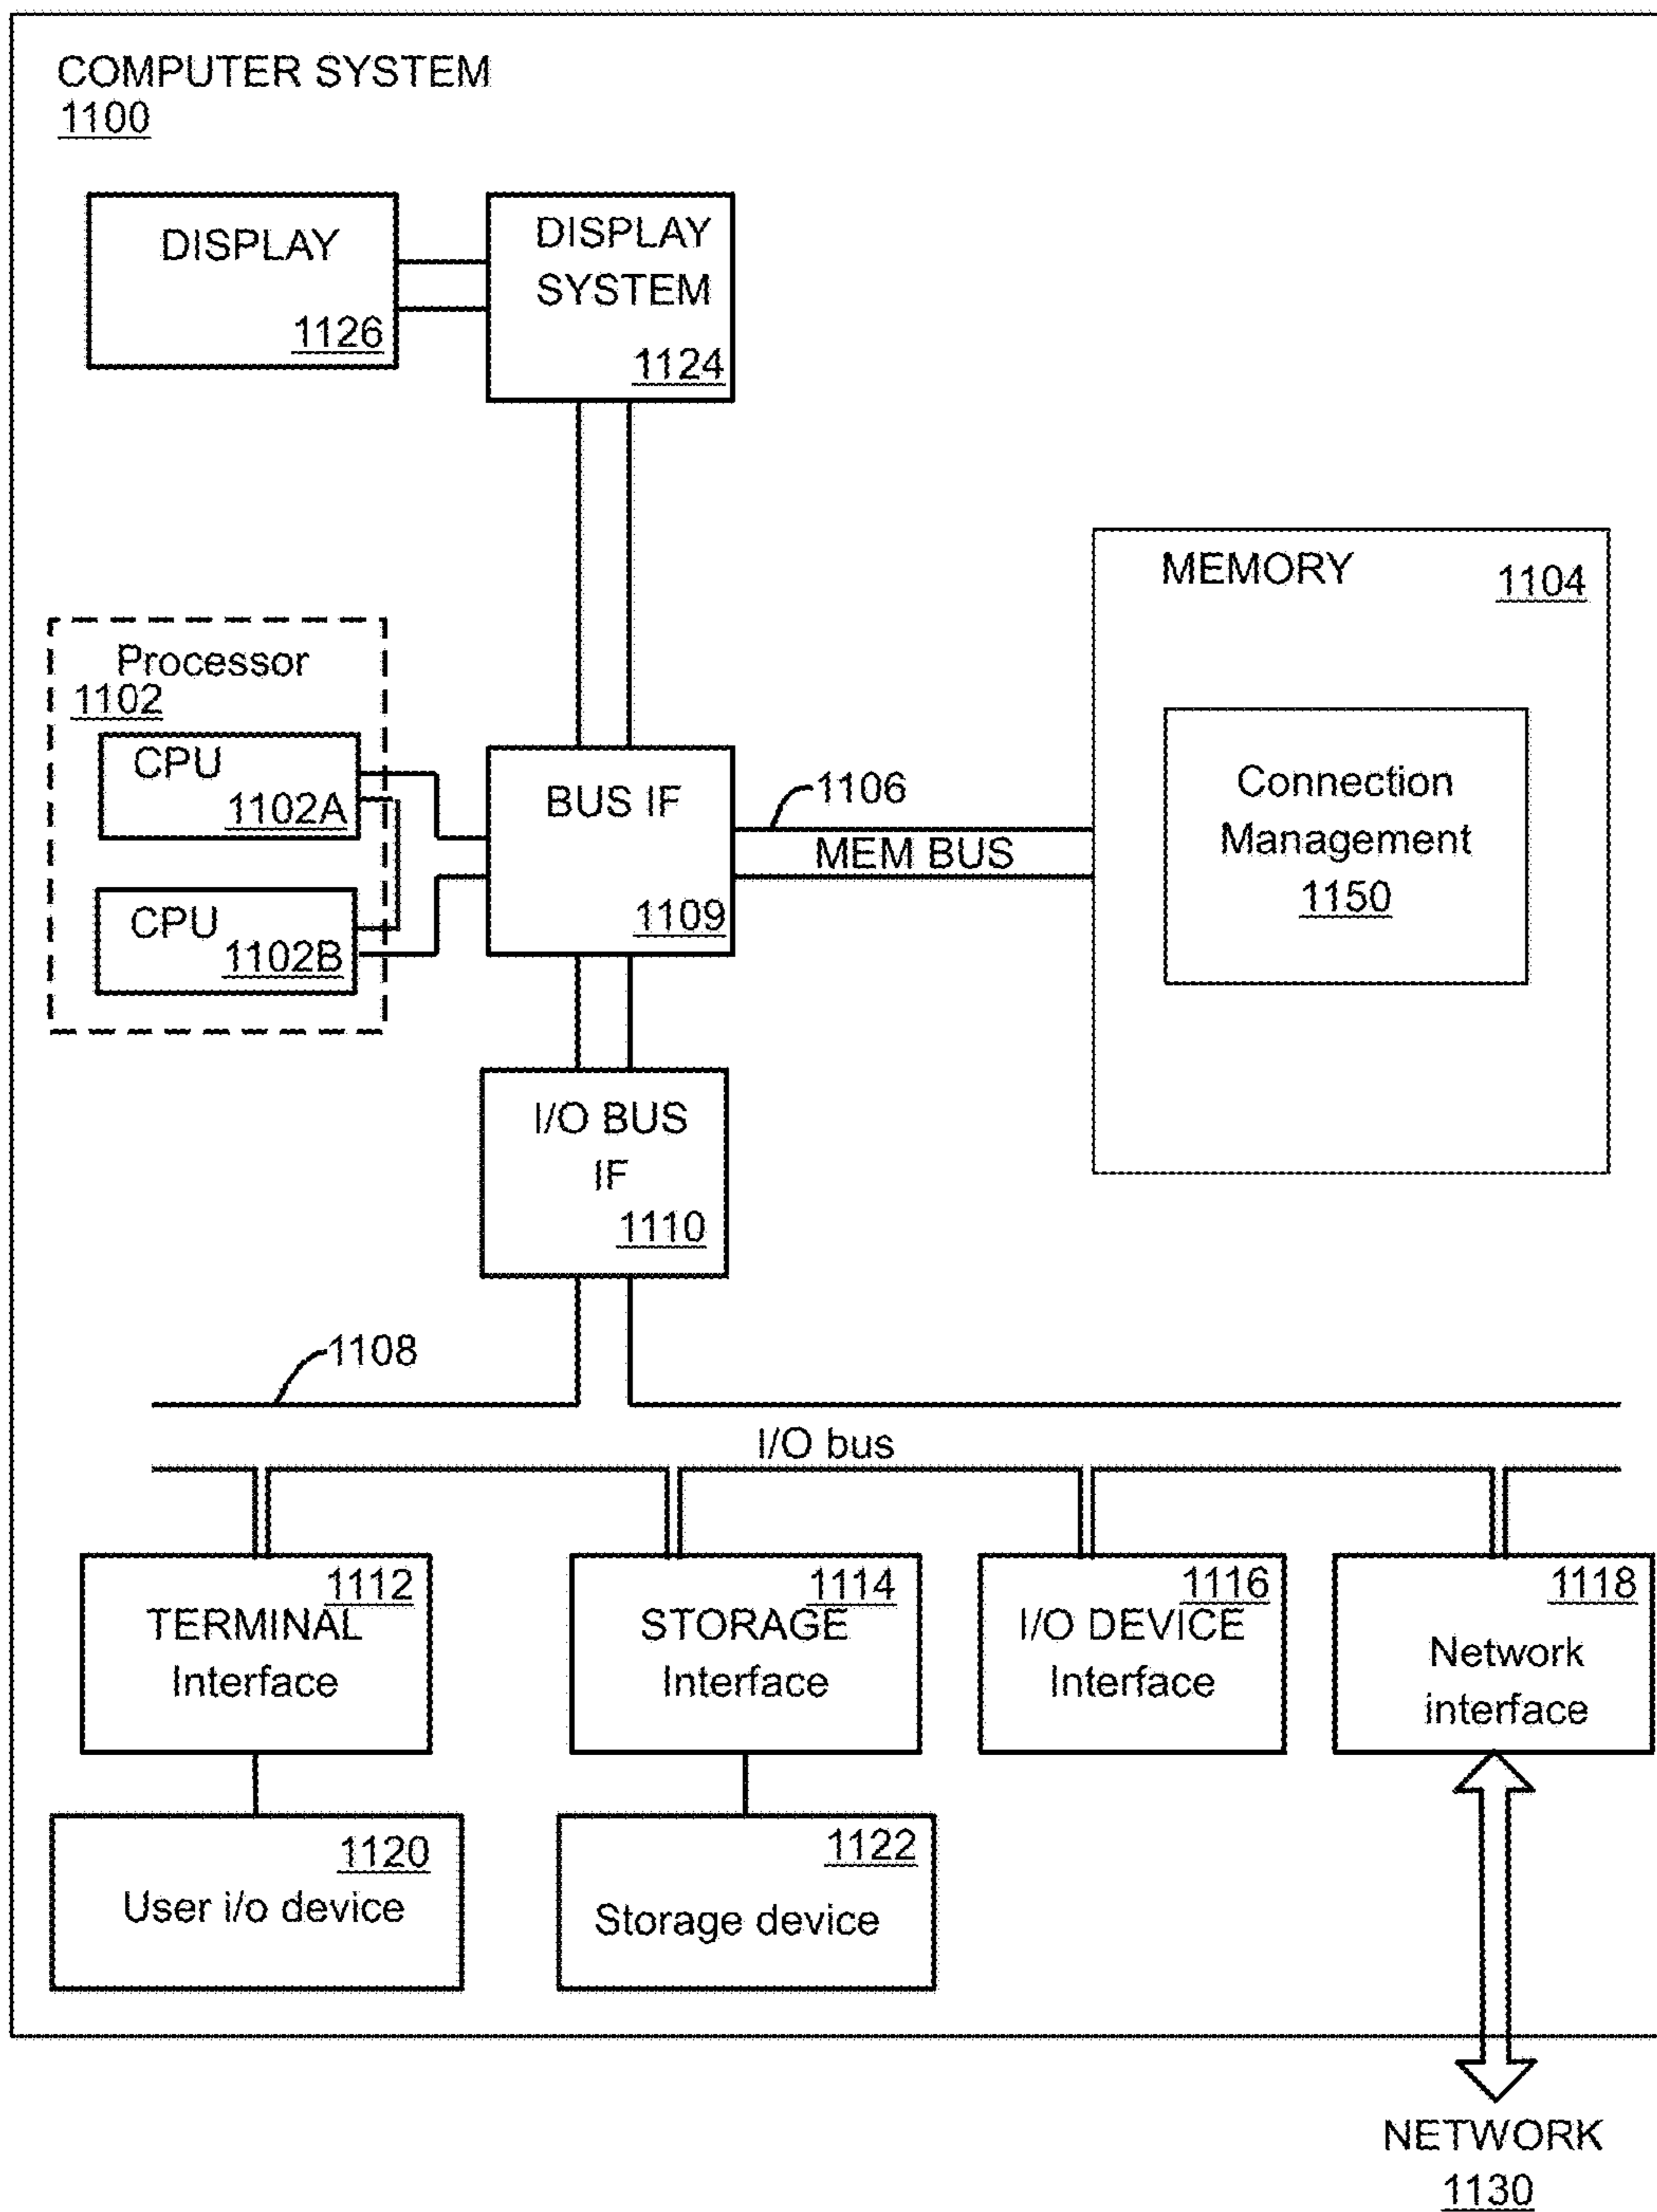 COMPUTER SYSTEM
1100
DISPLAY
1126
DISPLAY
SYSTEM
1124
MEMORY
1104
Processor
1102
CPU
1102A
CPU
1102B
BUS IF
1109
1106
MEM BUS
Connection
Management
1150
I/O BUS
IF
1110
1108
I/O bus
1112
TERMINAL
Interface
1114
STORAGE
Interface
1116
I/O DEVICE
Interface
1118
Network
interface
1120
User i/o device
1122
Storage device
NETWORK
1130